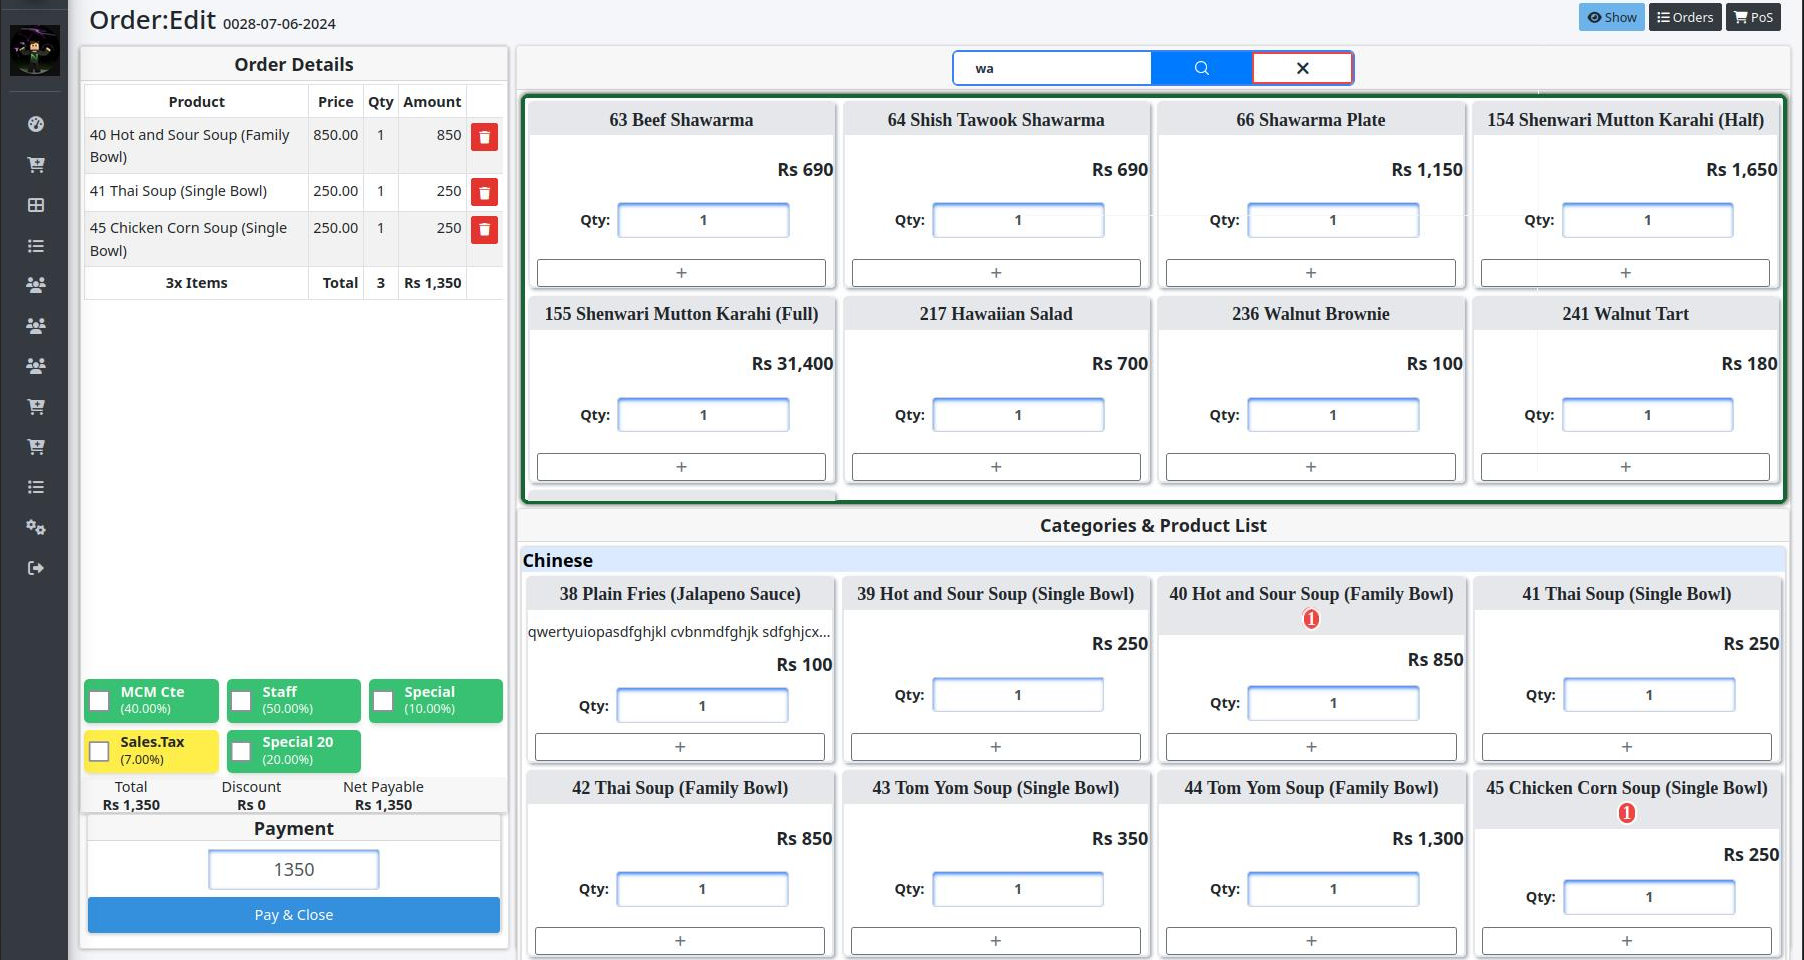 Order:Edit 0028-07-06-2024
Show
Orders
PoS
Order Details
Product Price Qty Amount
40 Hot and Sour Soup (Family Bowl) 850.00 1 850
41 Thai Soup (Single Bowl) 250.00 1 250
45 Chicken Corn Soup (Single Bowl) 250.00 1 250
3x Items Total 3 Rs 1,350
MCM Cte
(40.00%)
Staff
(50.00%)
Special
(10.00%)
Sales.Tax
(7.00%)
Special 20
(20.00%)
Total Discount Net Payable
Rs 1,350 Rs 0 Rs 1,350
Payment
1350
Pay & Close
wa
63 Beef Shawarma
Rs 690
Qty: 1
+
64 Shish Tawook Shawarma
Rs 690
Qty: 1
+
66 Shawarma Plate
Rs 1,150
Qty: 1
+
154 Shenwari Mutton Karahi (Half)
Rs 1,650
Qty: 1
+
155 Shenwari Mutton Karahi (Full)
Rs 31,400
Qty: 1
+
217 Hawaiian Salad
Rs 700
Qty: 1
+
236 Walnut Brownie
Rs 100
Qty: 1
+
241 Walnut Tart
Rs 180
Qty: 1
+
Categories & Product List
Chinese
38 Plain Fries (Jalapeno Sauce)
qwertyuiopasdfghjkl cvbnmdfghjk sdfghjcx...
Rs 100
Qty: 1
+
39 Hot and Sour Soup (Single Bowl)
Rs 250
Qty: 1
+
40 Hot and Sour Soup (Family Bowl)
1
Rs 850
Qty: 1
+
41 Thai Soup (Single Bowl)
Rs 250
Qty: 1
+
42 Thai Soup (Family Bowl)
Rs 850
Qty: 1
+
43 Tom Yom Soup (Single Bowl)
Rs 350
Qty: 1
+
44 Tom Yom Soup (Family Bowl)
Rs 1,300
Qty: 1
+
45 Chicken Corn Soup (Single Bowl)
1
Rs 250
Qty: 1
+